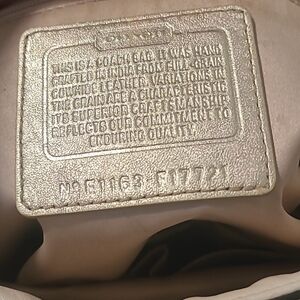 COACH
THIS IS A COACH BAG. IT WAS HAND
CRAFTED IN INDIA FROM FULL-GRAIN
COWHIDE LEATHER. VARIATIONS IN
THE GRAIN ARE A CHARACTERISTIC
ITS SUPERIOR CRAFTSMANSHIP
REFLECTS OUR COMMITMENT TO
ENDURING QUALITY.
Nº E1163-F17721